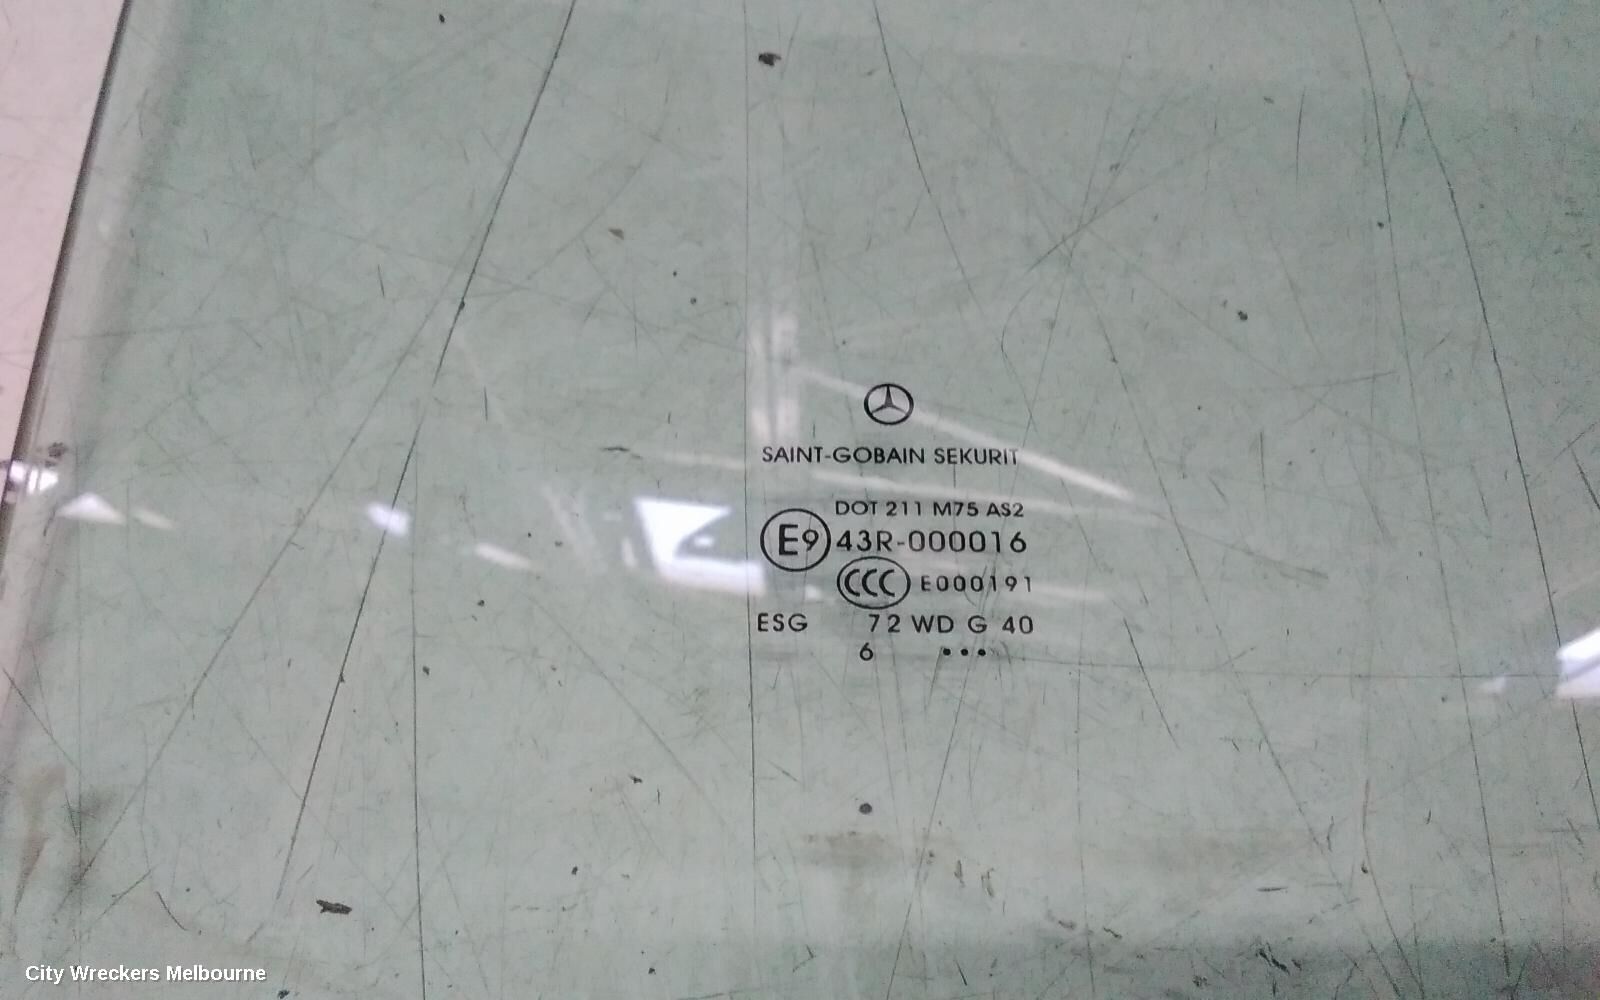 SAINT-GOBAIN SEKURIT
DOT 211 M75 AS2
E9 43R-000016
CCC E000191
ESG 72 WD G 40
6 •••
City Wreckers Melbourne